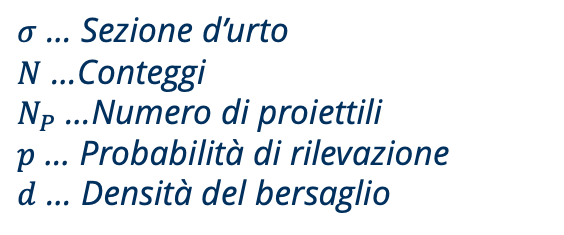 σ ... Sezione d'urto
N ...Conteggi
N_P ...Numero di proiettili
p ... Probabilità di rilevazione
d ... Densità del bersaglio